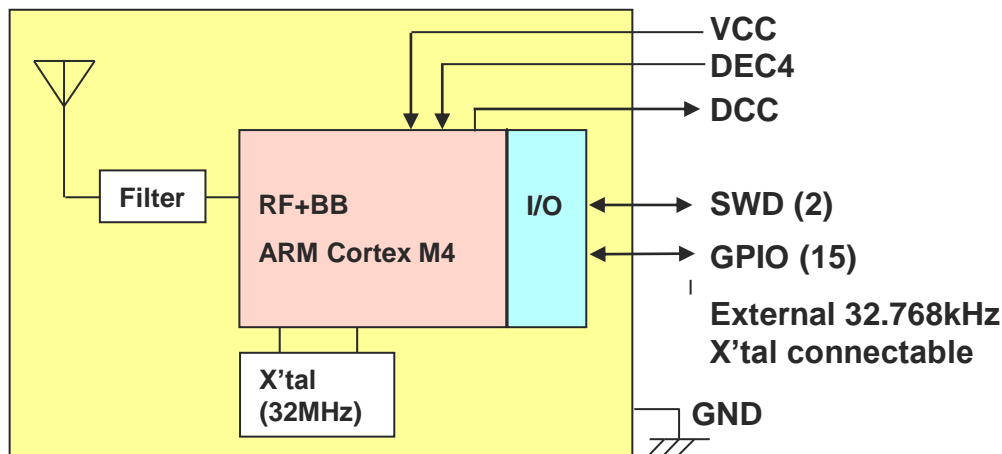 VCC
DEC4
DCC
Filter
RF+BB
ARM Cortex M4
I/O
SWD (2)
GPIO (15)
External 32.768kHz
X’tal connectable
X’tal
(32MHz)
GND